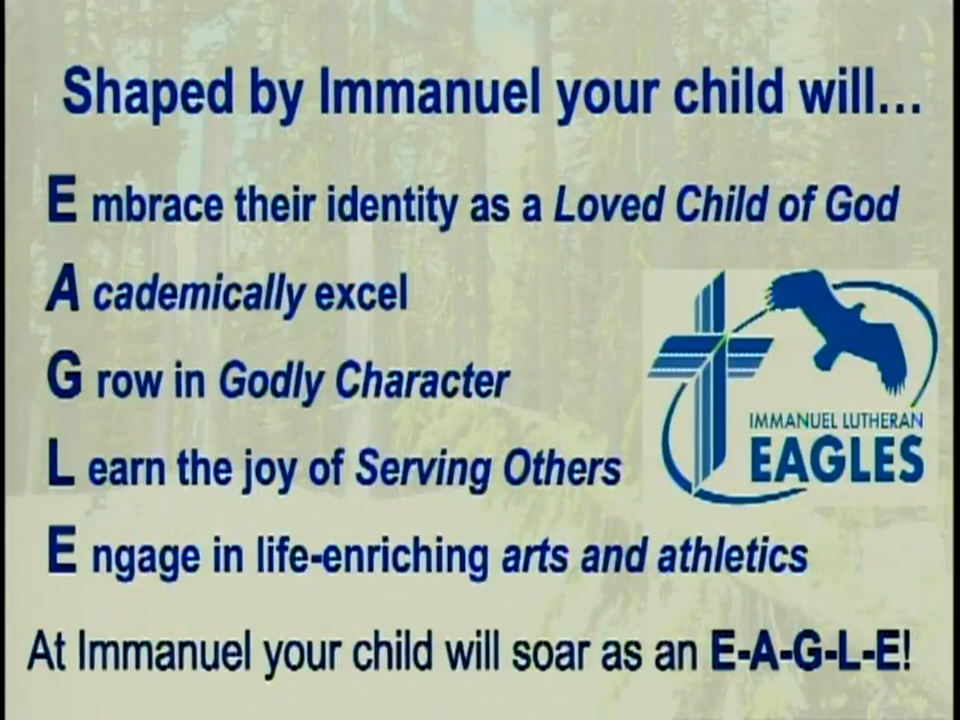 Shaped by Immanuel your child will...
E mbrace their identity as a Loved Child of God
A cademically excel
G row in Godly Character
L earn the joy of Serving Others
E ngage in life-enriching arts and athletics
IMMANUEL LUTHERAN
EAGLES
At Immanuel your child will soar as an E-A-G-L-E!